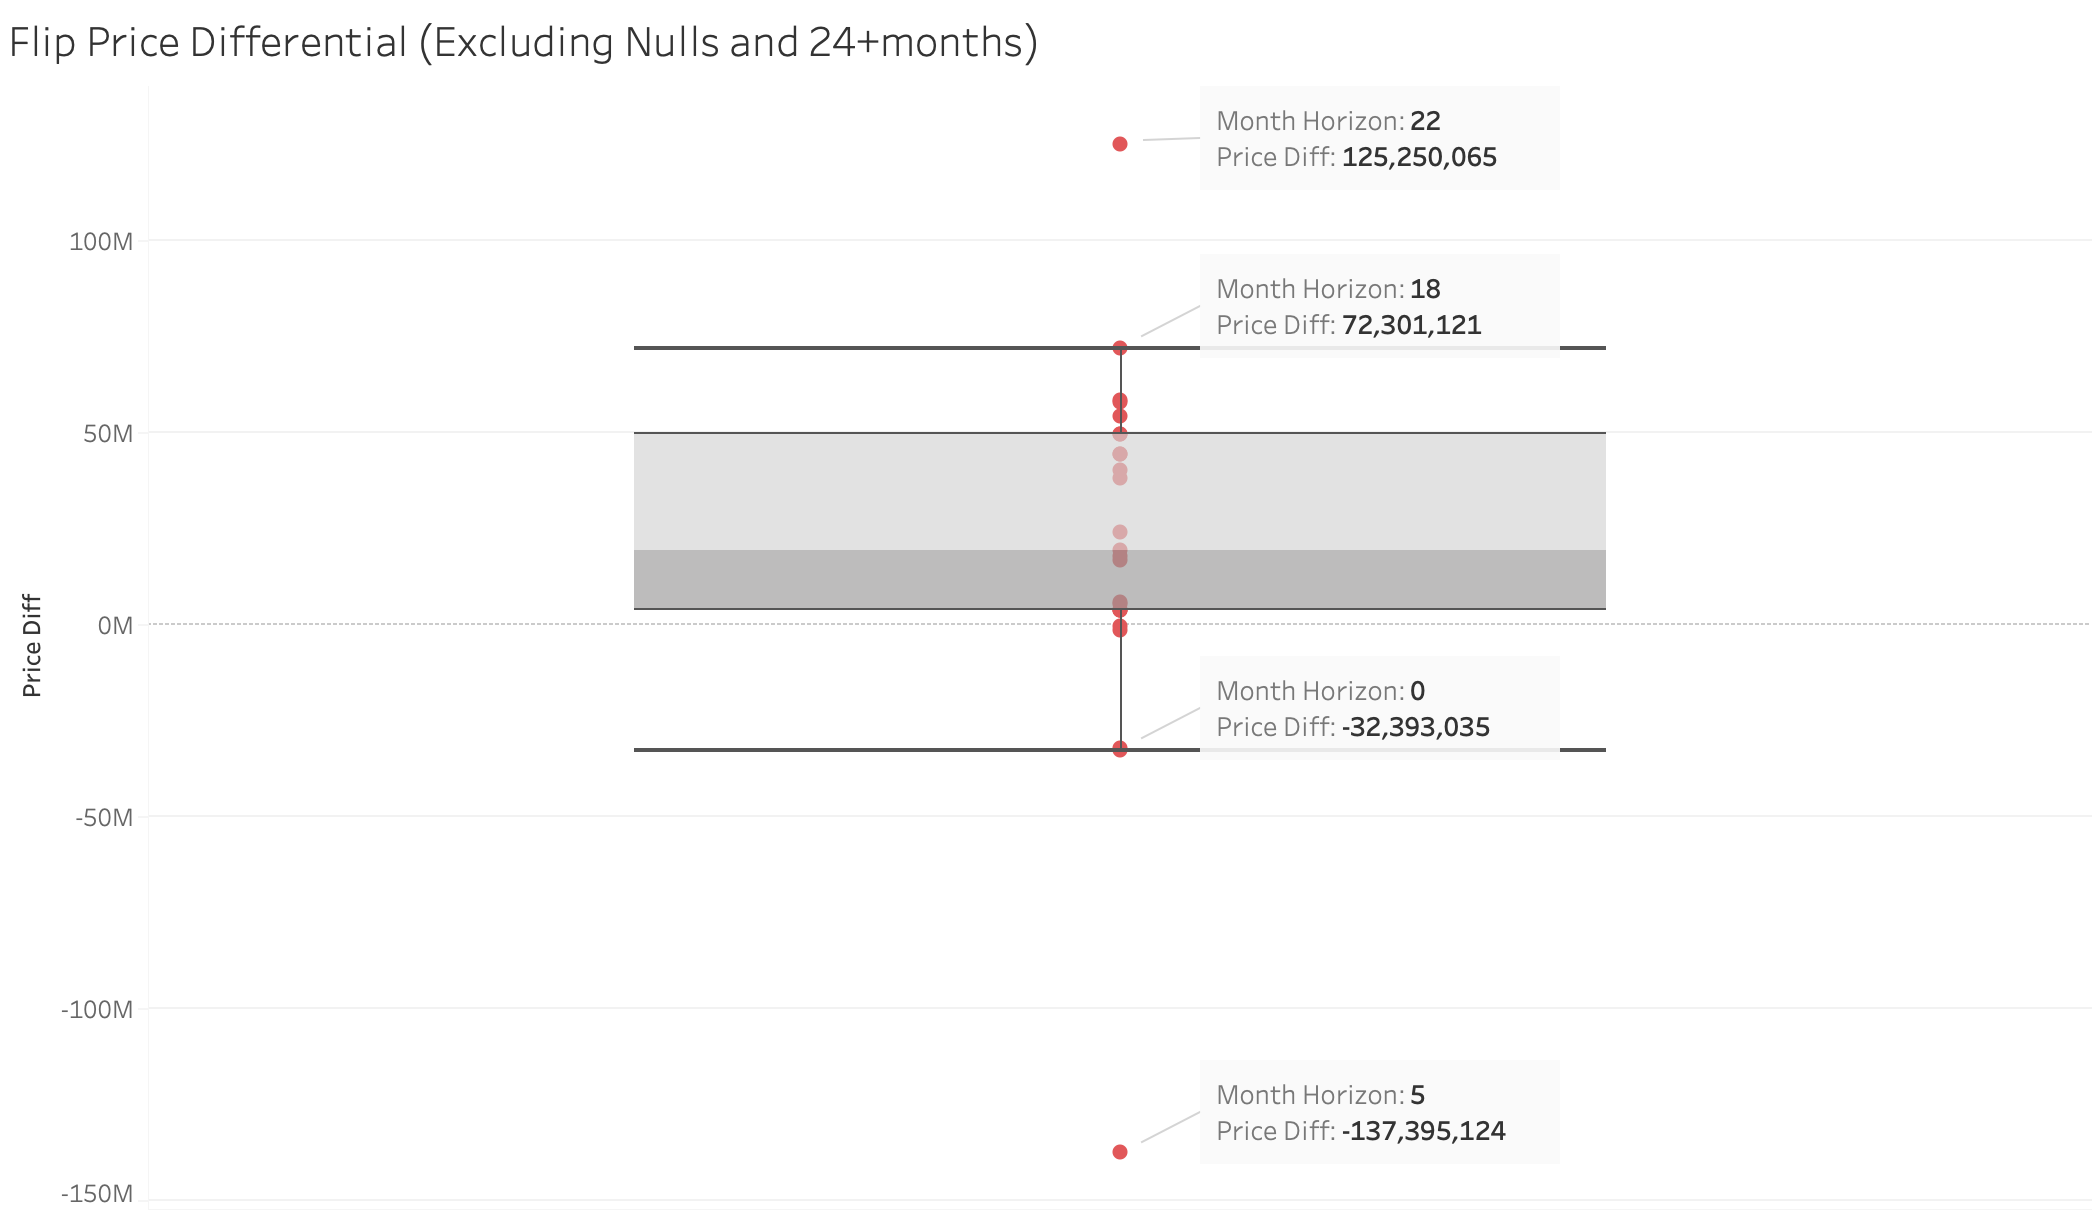 Flip Price Differential (Excluding Nulls and 24+months)
Month Horizon: 22
Price Diff: 125,250,065
100M
Month Horizon: 18
Price Diff: 72,301,121
50M
0M
Price Diff
Month Horizon: 0
Price Diff: -32,393,035
-50M
-100M
Month Horizon: 5
Price Diff: -137,395,124
-150M